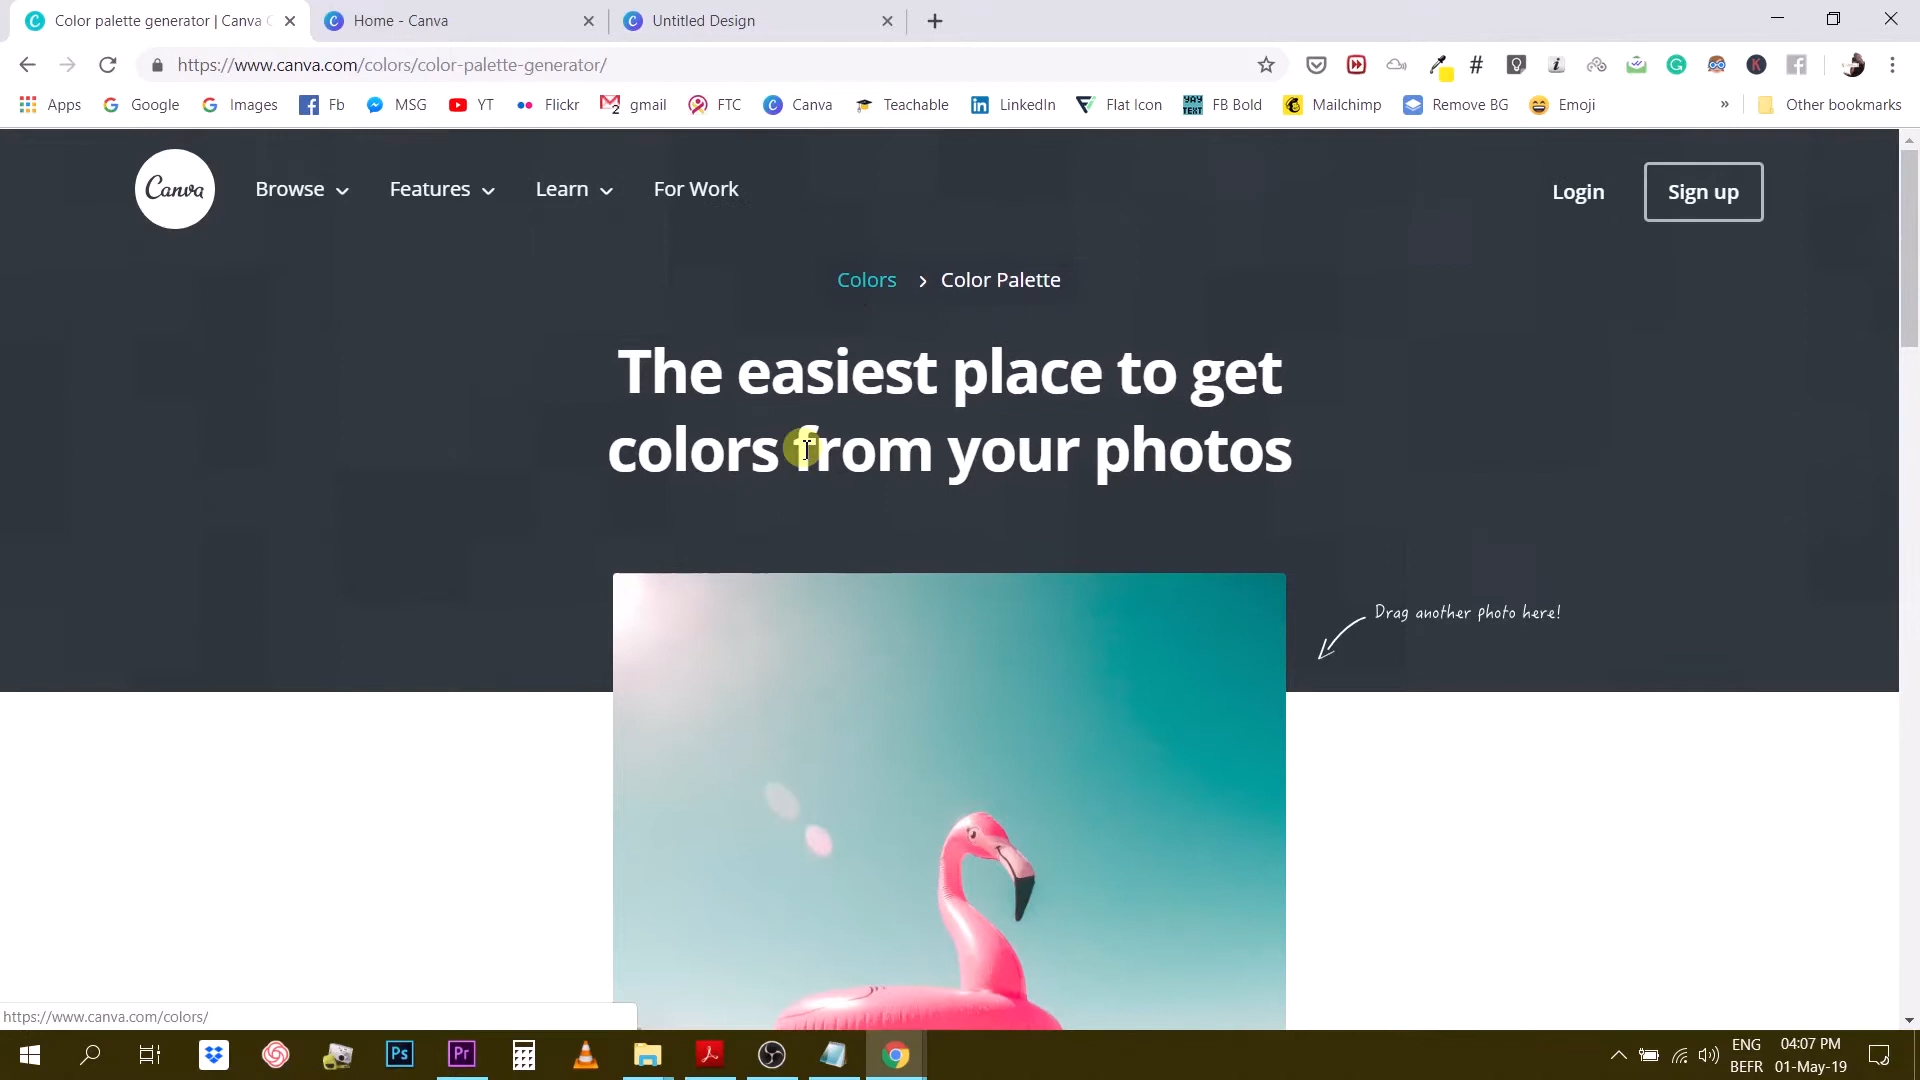 Color palette generator | Canva C
Home - Canva
Untitled Design
https://www.canva.com/colors/color-palette-generator/
Apps Google Images Fb MSG YT Flickr gmail FTC Canva Teachable LinkedIn Flat Icon FB Bold Mailchimp Remove BG Emoji » Other bookmarks
Canva Browse Features Learn For Work Login Sign up
Colors > Color Palette
The easiest place to get
colors from your photos
Drag another photo here!
https://www.canva.com/colors/
ENG 04:07 PM
BEFR 01-May-19